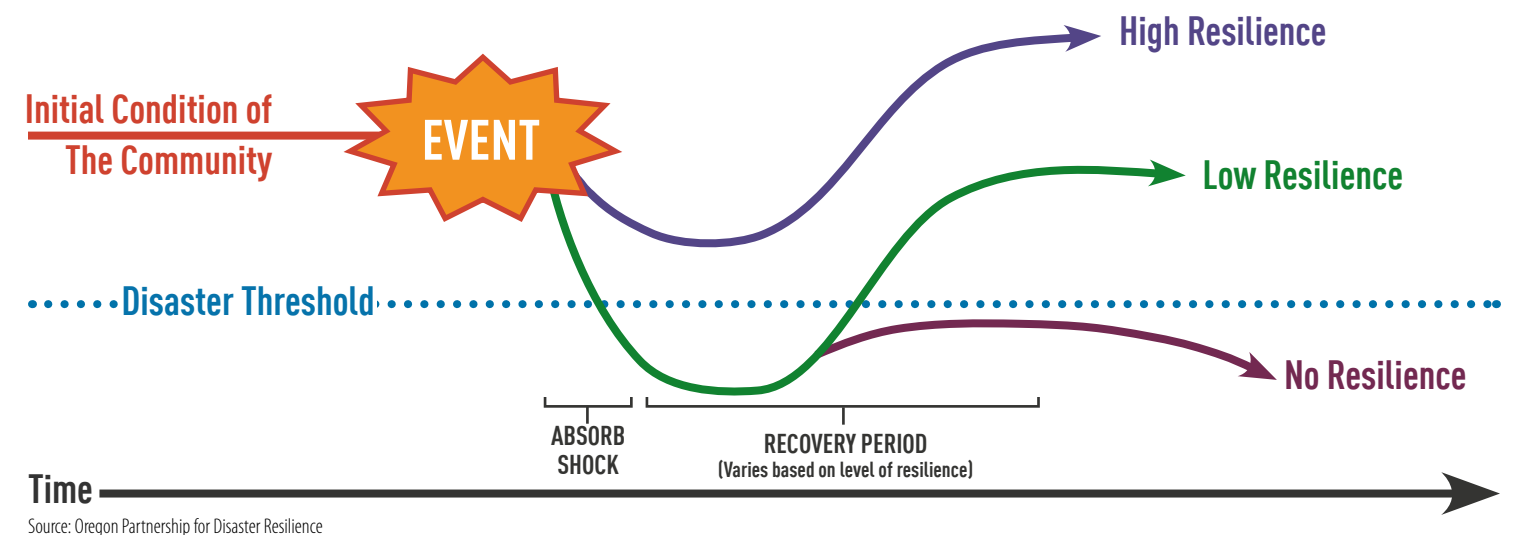 High Resilience
Initial Condition of
The Community
EVENT
Low Resilience
Disaster Threshold
No Resilience
ABSORB
SHOCK
RECOVERY PERIOD
(Varies based on level of resilience)
Time
Source: Oregon Partnership for Disaster Resilience